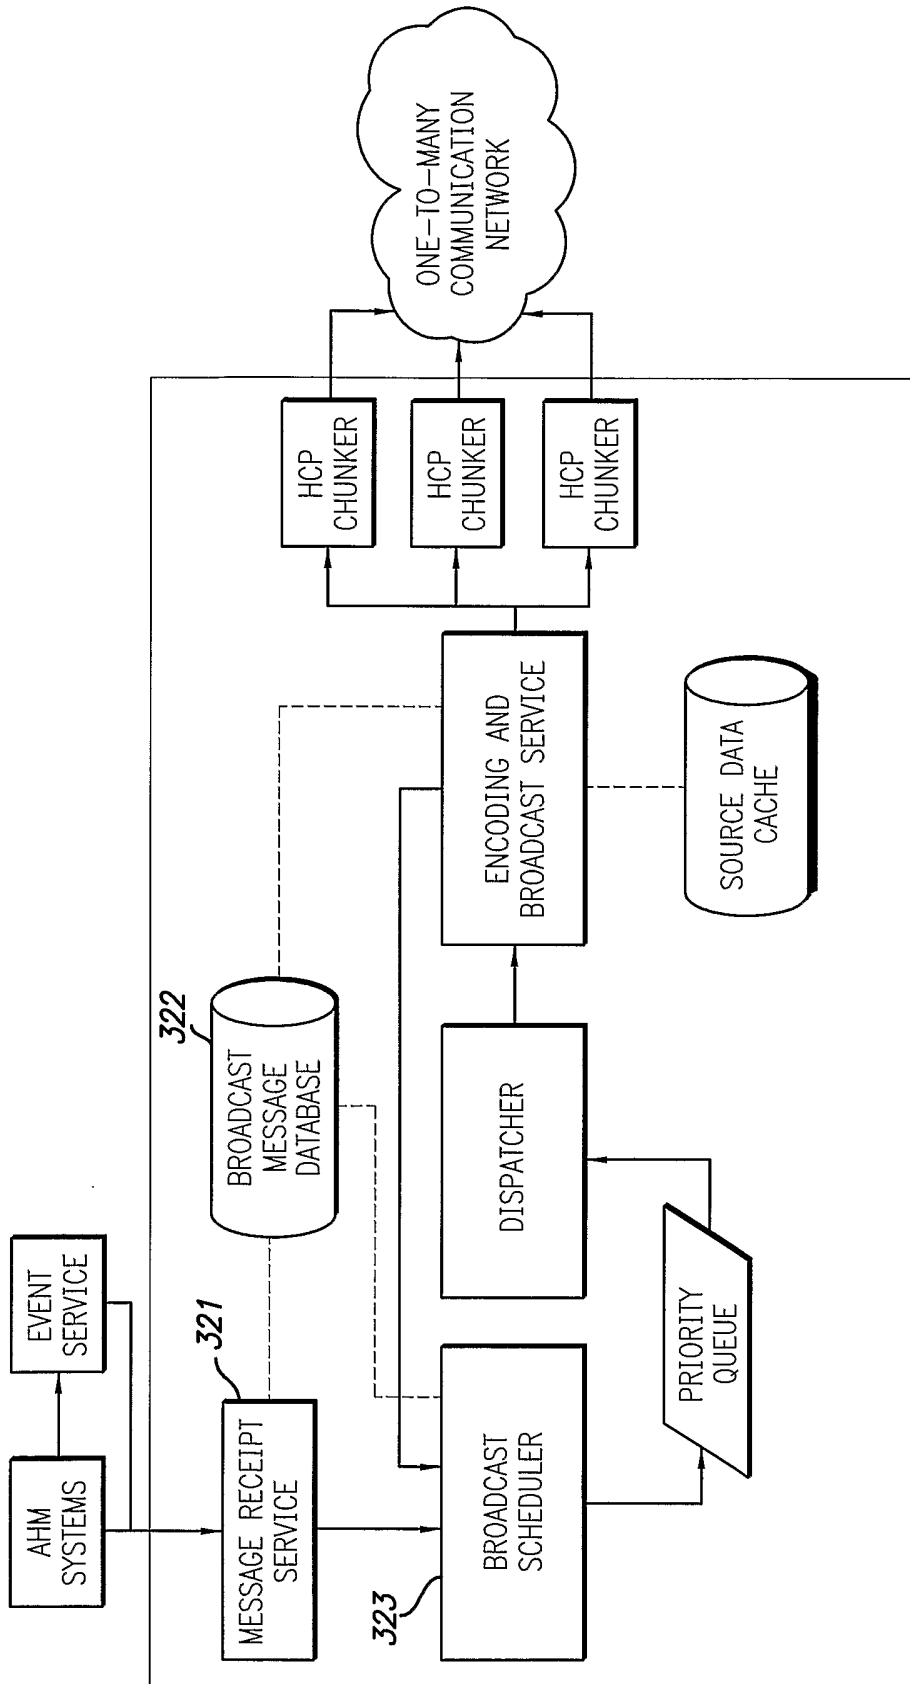 AHM
SYSTEMS
EVENT
SERVICE
321
MESSAGE RECEIPT
SERVICE
322
BROADCAST
MESSAGE
DATABASE
323
BROADCAST
SCHEDULER
PRIORITY
QUEUE
DISPATCHER
ENCODING AND
BROADCAST SERVICE
SOURCE DATA
CACHE
HCP
CHUNKER
HCP
CHUNKER
HCP
CHUNKER
ONE-TO-MANY
COMMUNICATION
NETWORK